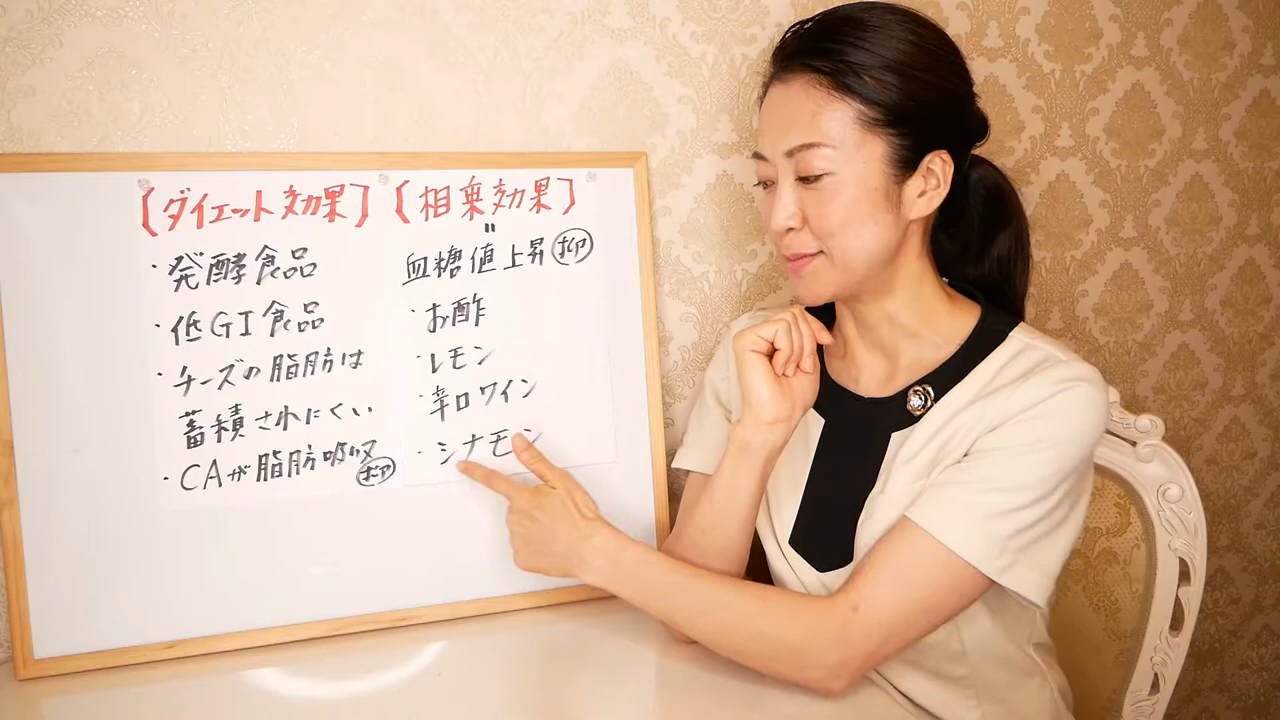 【ダイエット効果】
・発酵食品
・低GI食品
・チーズの脂肪は
蓄積されにくい
・CAが脂肪吸収㊥抑
【相乗効果】
〃
血糖値上昇 抑
・お酢
・レモン
・辛口ワイン
・シナモン